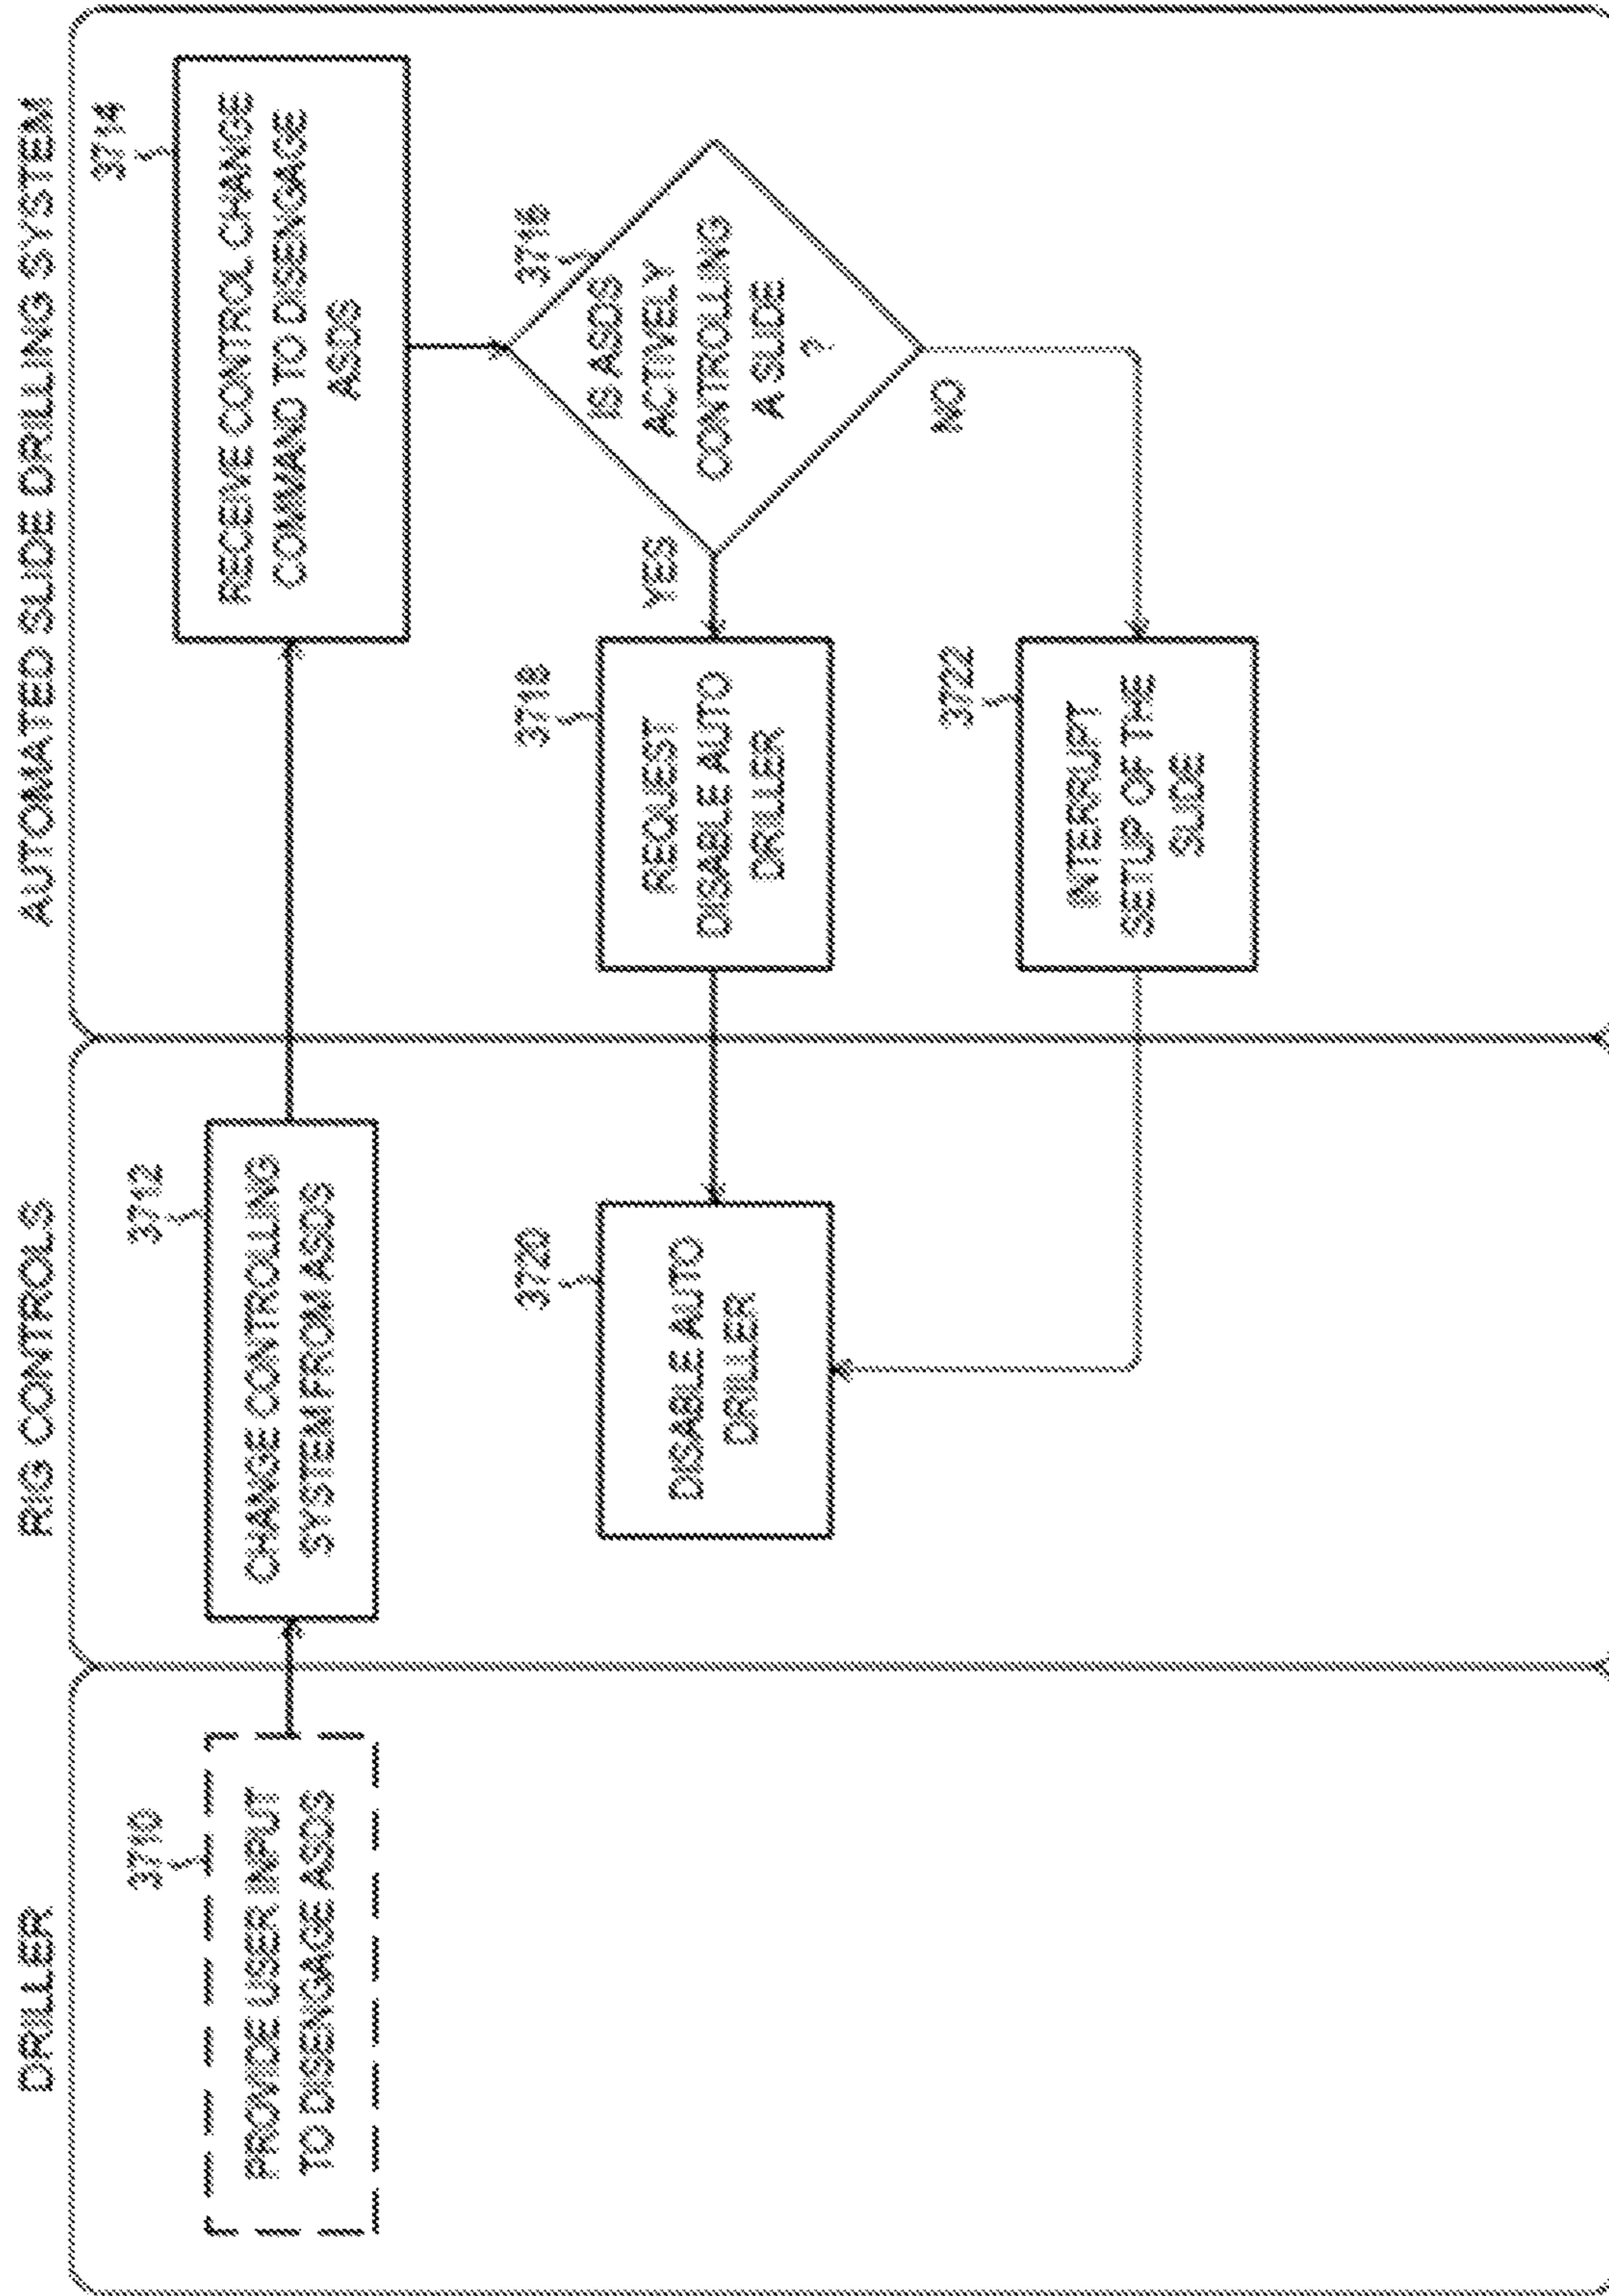 DRILLER
RIG CONTROLS
AUTOMATED SLIDE DRILLING SYSTEM
3710
PROVIDE USER INPUT
TO DISENGAGE ASDS
3712
CHANGE CONTROLLING
SYSTEM FROM ASDS
3714
RECEIVE CONTROL CHANGE
COMMAND TO DISENGAGE
ASDS
3716
IS ASDS
ACTIVELY
CONTROLLING
A SLIDE
?
YES
NO
3718
REQUEST
DISABLE AUTO
DRILLER
3720
DISABLE AUTO
DRILLER
3722
INTERRUPT
SETUP OF THE
SLIDE